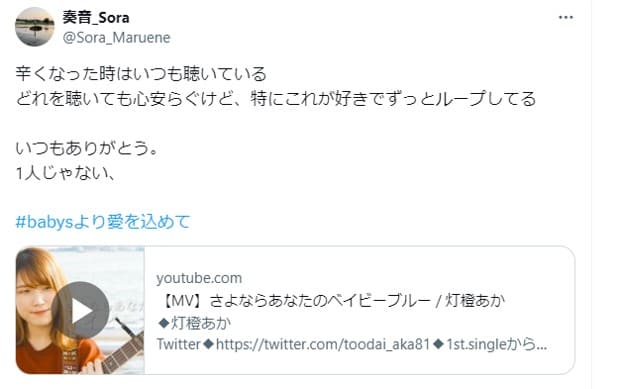 奏音_Sora
@Sora_Maruene
辛くなった時はいつも聴いている
どれを聴いても心安らぐけど、特にこれが好きでずっとループしてる
いつもありがとう。
1人じゃない、
#babysより愛を込めて
youtube.com
【MV】さよならあなたのベイビーブルー / 灯橙あか
◆灯橙あか
Twitter◆https://twitter.com/toodai_aka81◆1st.singleから...